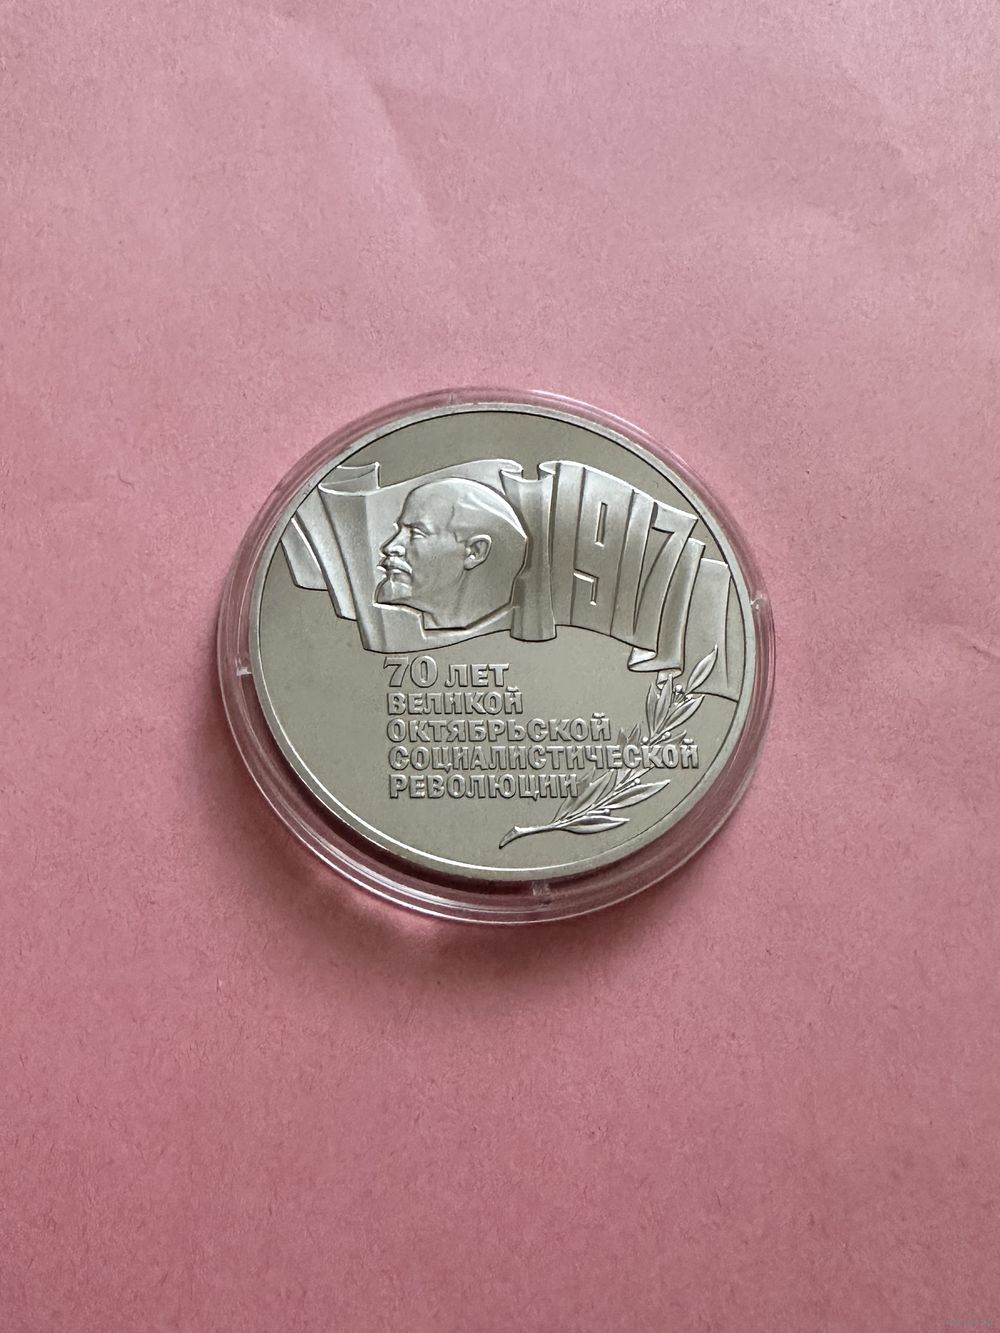 1917
70 ЛЕТ
ВЕЛИКОЙ
ОКТЯБРЬСКОЙ
СОЦИАЛИСТИЧЕСКОЙ
РЕВОЛЮЦИИ